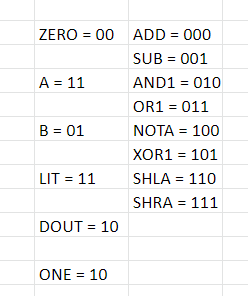 ZERO = 00 ADD = 000
SUB = 001
A = 11 AND1 = 010
OR1 = 011
B = 01 NOTA = 100
XOR1 = 101
LIT = 11 SHLA = 110
SHRA = 111
DOUT = 10
ONE = 10